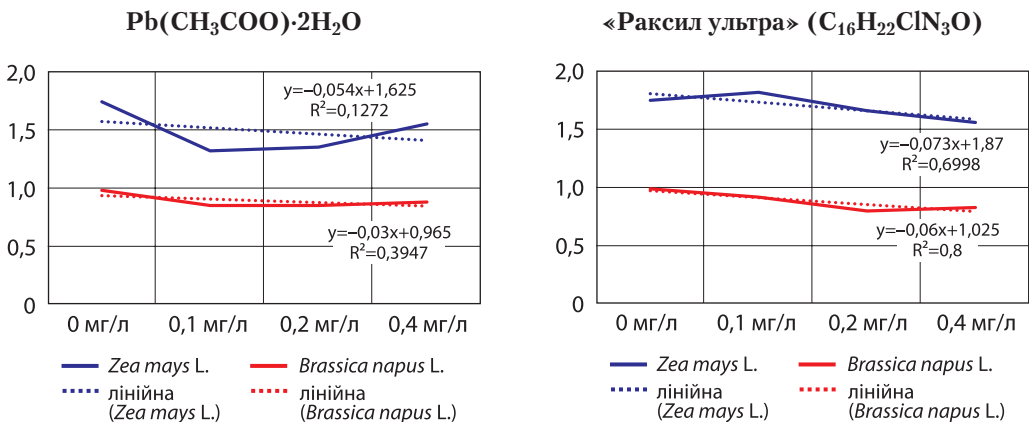 Pb(CH₃COO)·2H₂O
2,0
1,5
1,0
0,5
0
y=–0,054x+1,625
R²=0,1272
y=–0,03x+0,965
R²=0,3947
0 мг/л 0,1 мг/л 0,2 мг/л 0,4 мг/л
Zea mays L. Brassica napus L.
лінійна лінійна
(Zea mays L.) (Brassica napus L.)
«Раксил ультра» (C₁₆H₂₂ClN₃O)
2,0
1,5
1,0
0,5
0
y=–0,073x+1,87
R²=0,6998
y=–0,06x+1,025
R²=0,8
0 мг/л 0,1 мг/л 0,2 мг/л 0,4 мг/л
Zea mays L. Brassica napus L.
лінійна лінійна
(Zea mays L.) (Brassica napus L.)